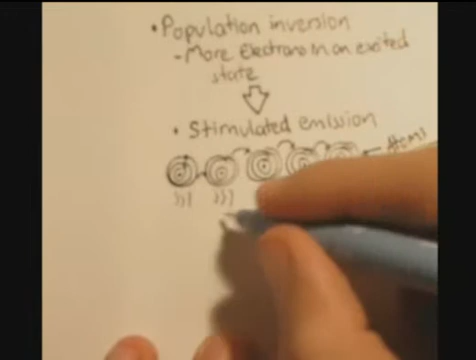 • Population inversion
- More Electrons in an excited
state
• Stimulated emission
Atoms